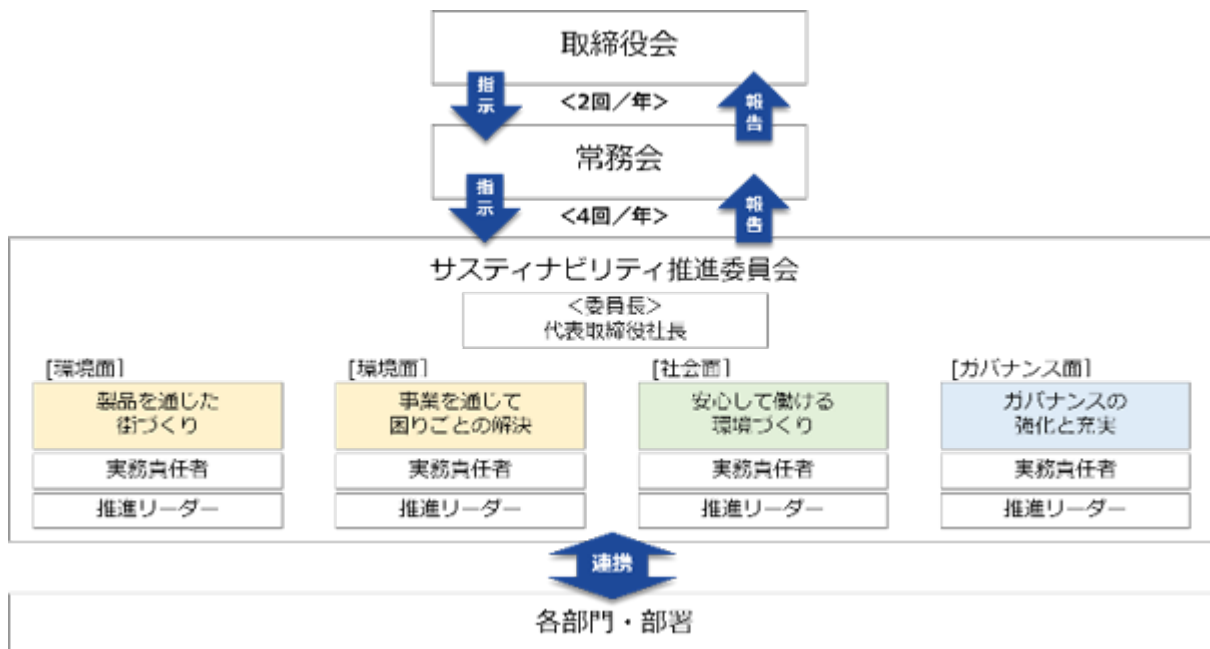 取締役会
指示
<2回／年>
報告
常務会
指示
<4回／年>
報告
サスティナビリティ推進委員会
<委員長>
代表取締役社長
[環境面]
製品を通じた
街づくり
実務責任者
推進リーダー
[環境面]
事業を通じて
困りごとの解決
実務責任者
推進リーダー
[社会面]
安心して働ける
環境づくり
実務責任者
推進リーダー
[ガバナンス面]
ガバナンスの
強化と充実
実務責任者
推進リーダー
連携
各部門・部署